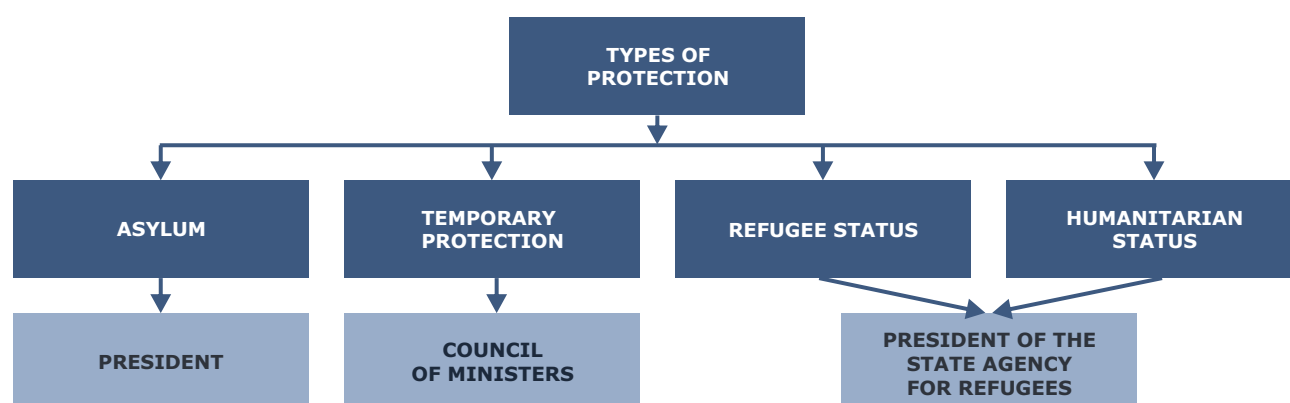 TYPES OF
PROTECTION
ASYLUM
TEMPORARY
PROTECTION
REFUGEE STATUS
HUMANITARIAN
STATUS
PRESIDENT
COUNCIL
OF MINISTERS
PRESIDENT OF THE
STATE AGENCY
FOR REFUGEES